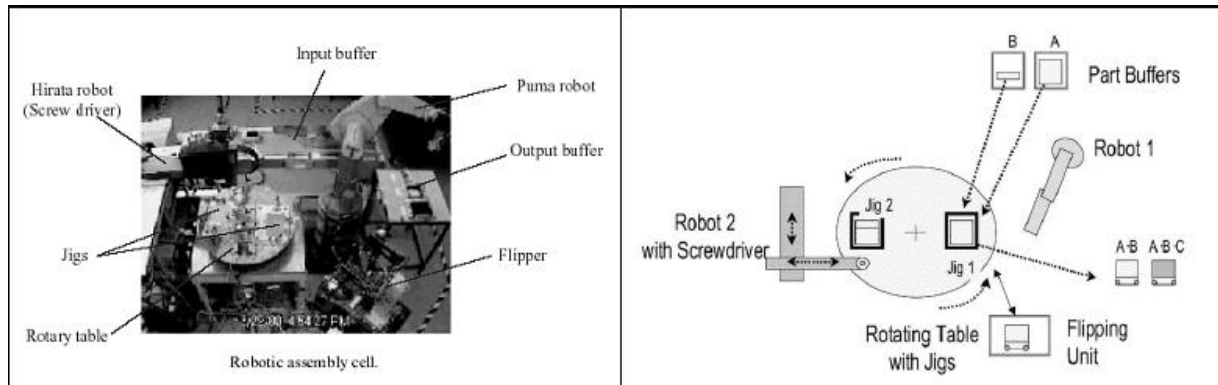 Input buffer
Hirata robot
(Screw driver)
Puma robot
Output buffer
Jigs
Flipper
Rotary table
Robotic assembly cell.
B A
Part Buffers
Robot 1
Jig 2
Robot 2
with Screwdriver
Jig 1
A·B A·B·C
Rotating Table
with Jigs
Flipping
Unit